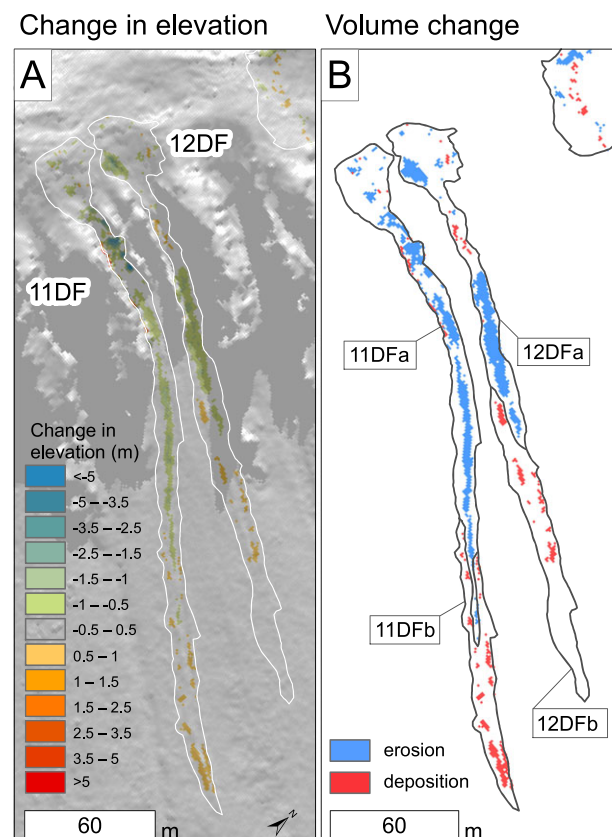 Change in elevation
Volume change
A
12DF
11DF
Change in
elevation (m)
<-5
-5 – -3.5
-3.5 – -2.5
-2.5 – -1.5
-1.5 – -1
-1 – -0.5
-0.5 – 0.5
0.5 – 1
1 – 1.5
1.5 – 2.5
2.5 – 3.5
3.5 – 5
>5
60
m
N
B
11DFa
12DFa
11DFb
12DFb
erosion
deposition
60
m